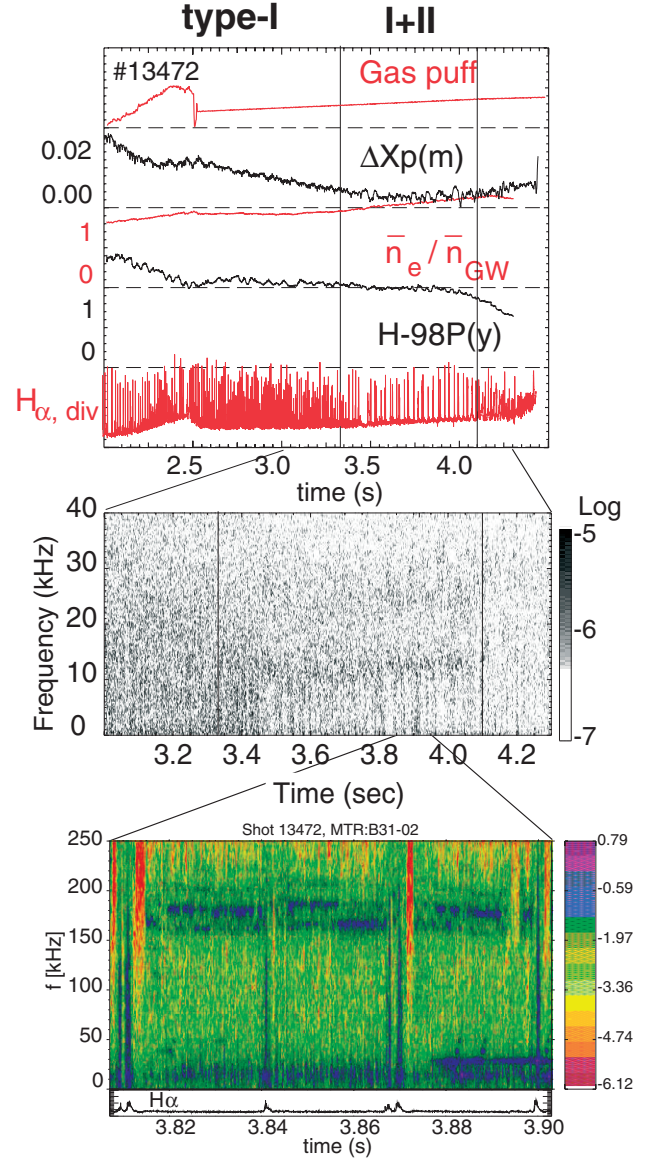 type-I I+II
#13472 Gas puff
0.02 ΔXp(m)
0.00
1
n̄e / n̄GW
0
1
H-98P(y)
0
Hα, div
2.5 3.0 3.5 4.0
time (s)
Log
40
30
20
10
0
Frequency (kHz)
-5
-6
-7
3.2 3.4 3.6 3.8 4.0 4.2
Time (sec)
Shot 13472, MTR:B31-02
250
200
150
100
50
0
f [kHz]
0.79
-0.59
-1.97
-3.36
-4.74
-6.12
Hα
3.82 3.84 3.86 3.88 3.90
time (s)